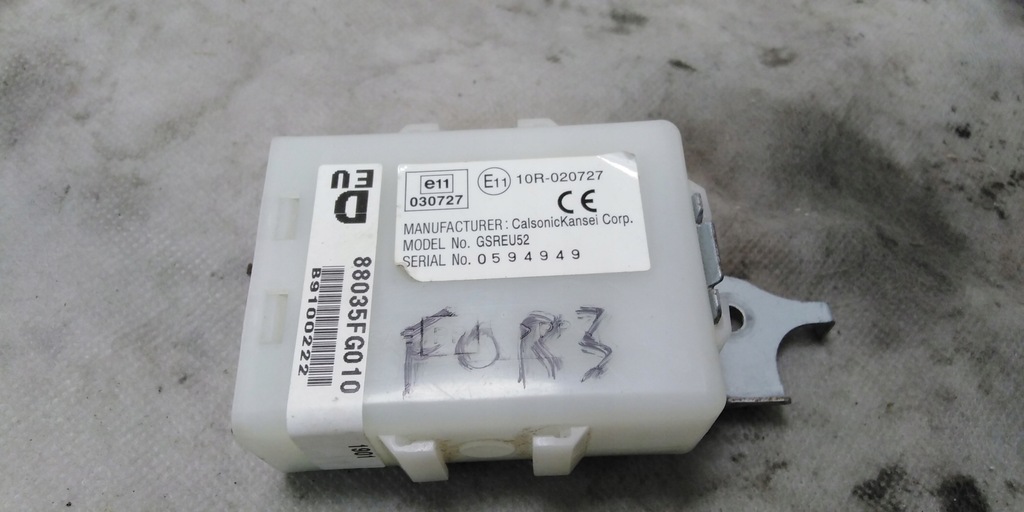 e11
030727
E11 10R-020727
CE
MANUFACTURER: CalsonicKansei Corp.
MODEL No. GSREU52
SERIAL No. 0594949
D
EU
88035FG010
B91000222
1901
FOR3